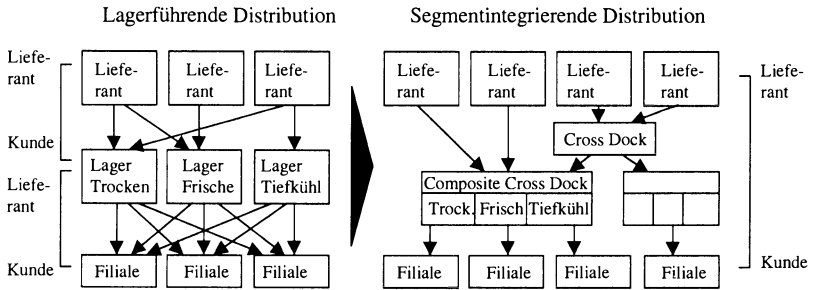 Lagerführende Distribution
Segmentintegrierende Distribution
Liefe-
rant
Kunde
Liefe-
rant
Kunde
Liefe-
rant
Liefe-
rant
Liefe-
rant
Lager
Trocken
Lager
Frische
Lager
Tiefkühl
Filiale
Filiale
Filiale
Liefe-
rant
Liefe-
rant
Liefe-
rant
Liefe-
rant
Cross Dock
Composite Cross Dock
Trock.
Frisch
Tiefkühl
Filiale
Filiale
Filiale
Filiale
Liefe-
rant
Kunde